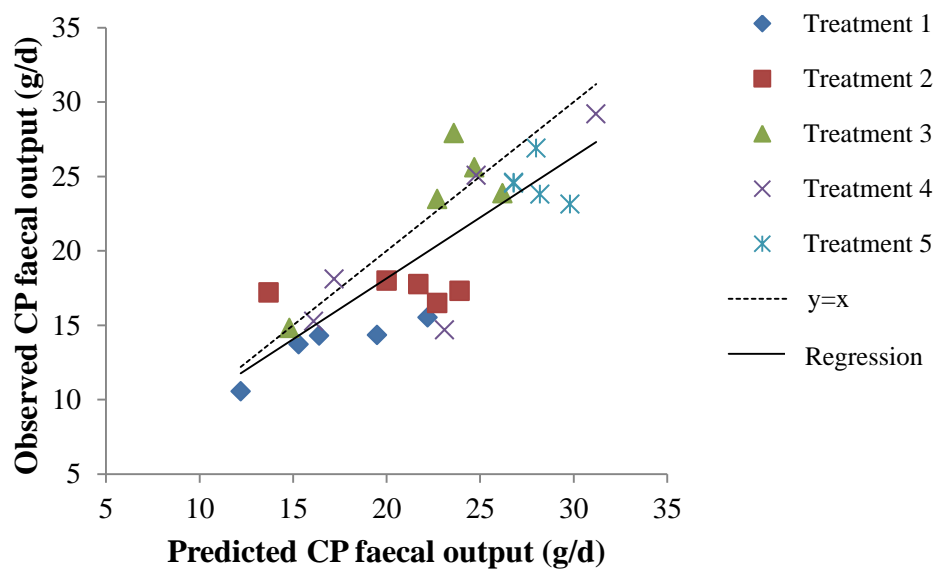 35
30
25
20
15
10
5
5
10
15
20
25
30
35
Observed CP faecal output (g/d)
Predicted CP faecal output (g/d)
Treatment 1
Treatment 2
Treatment 3
Treatment 4
Treatment 5
y=x
Regression